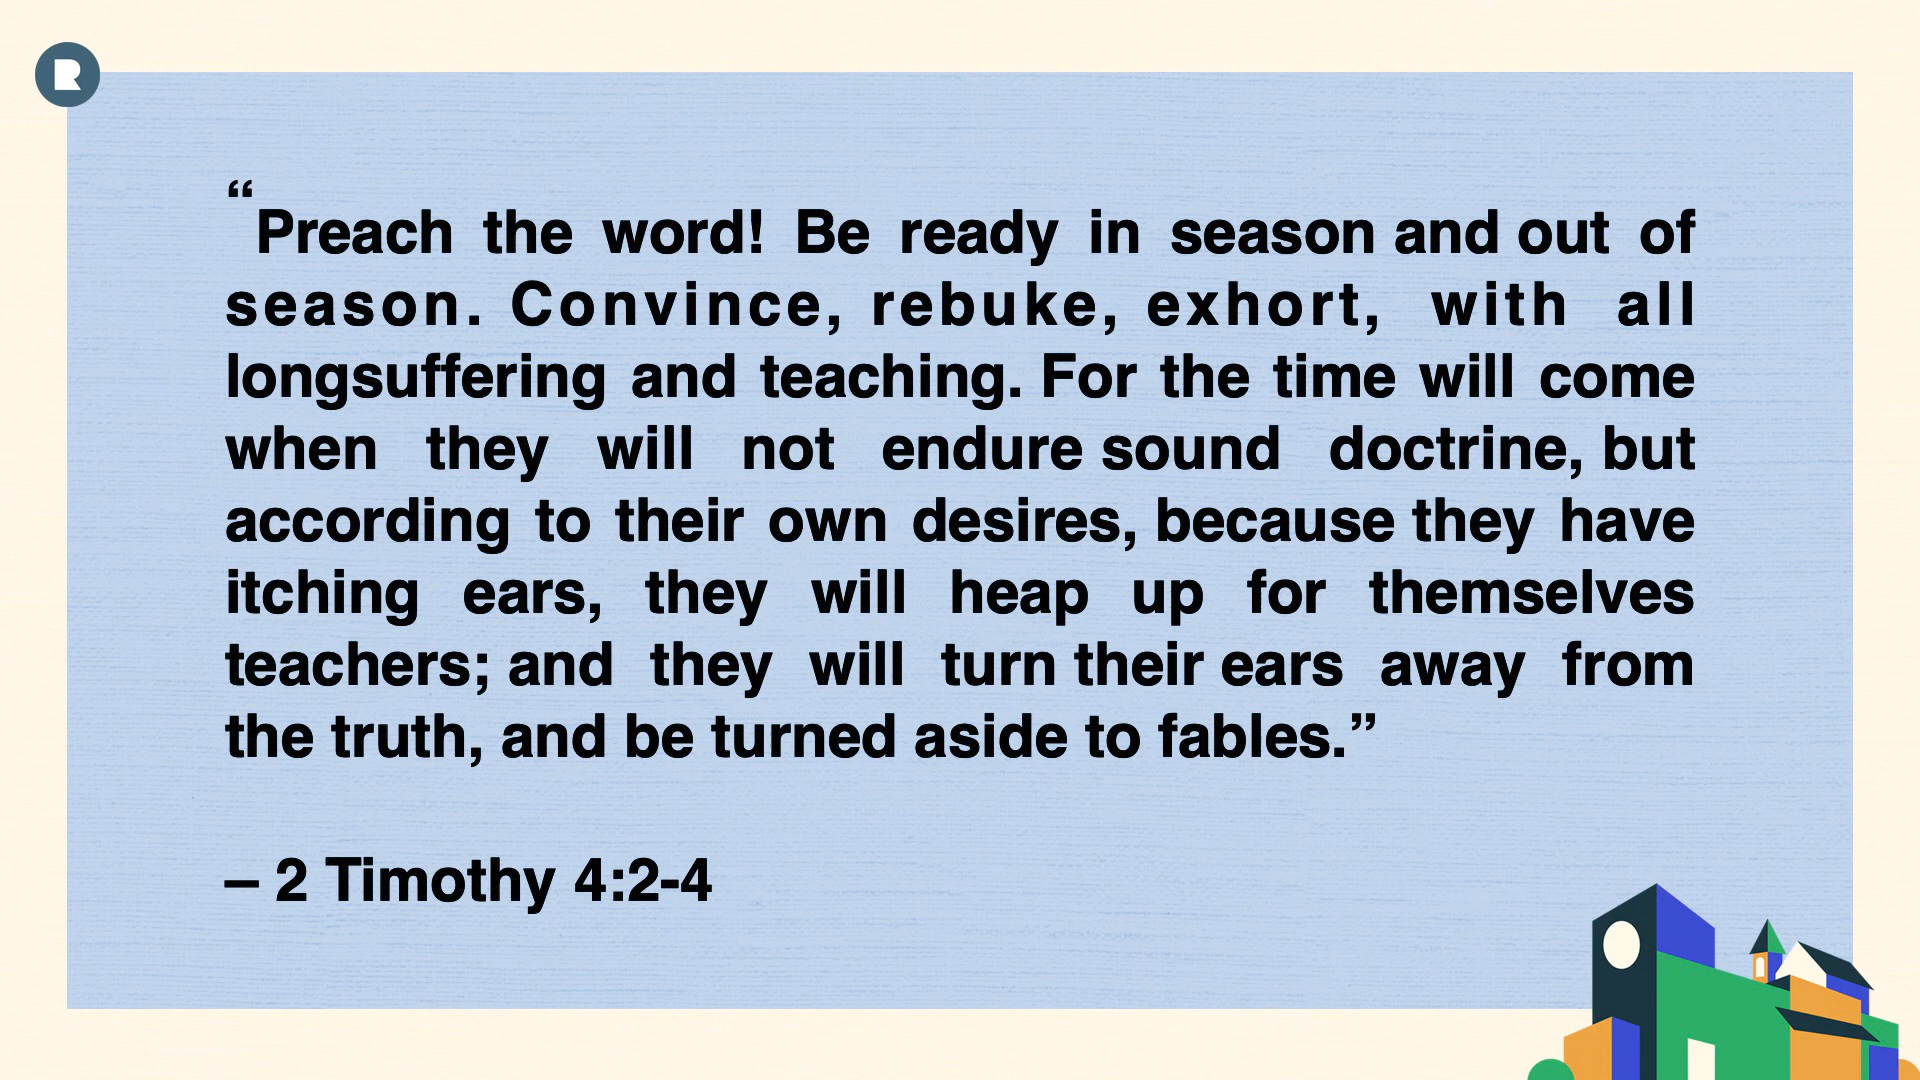 R
“Preach the word! Be ready in season and out of
season. Convince, rebuke, exhort, with all
longsuffering and teaching. For the time will come
when they will not endure sound doctrine, but
according to their own desires, because they have
itching ears, they will heap up for themselves
teachers; and they will turn their ears away from
the truth, and be turned aside to fables.”
– 2 Timothy 4:2-4